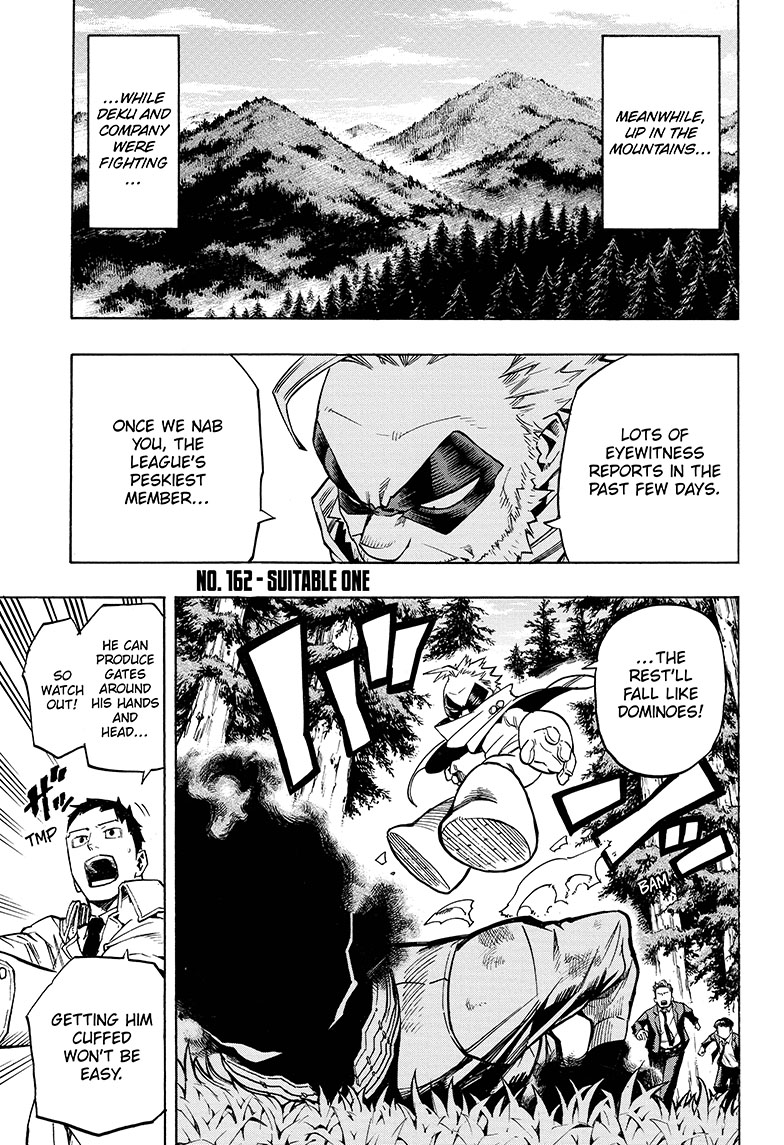 MEANWHILE,
UP IN THE
MOUNTAINS...
...WHILE
DEKU AND
COMPANY
WERE
FIGHTING
...
LOTS OF
EYEWITNESS
REPORTS IN THE
PAST FEW DAYS.
ONCE WE NAB
YOU, THE
LEAGUE'S
PESKIEST
MEMBER...
NO. 162 - SUITABLE ONE
...THE
REST'LL
FALL LIKE
DOMINOES!
BAM
HE CAN
PRODUCE
GATES
AROUND
HIS HANDS
AND
HEAD...
SO
WATCH
OUT!
TMP
GETTING HIM
CUFFED
WON'T BE
EASY.